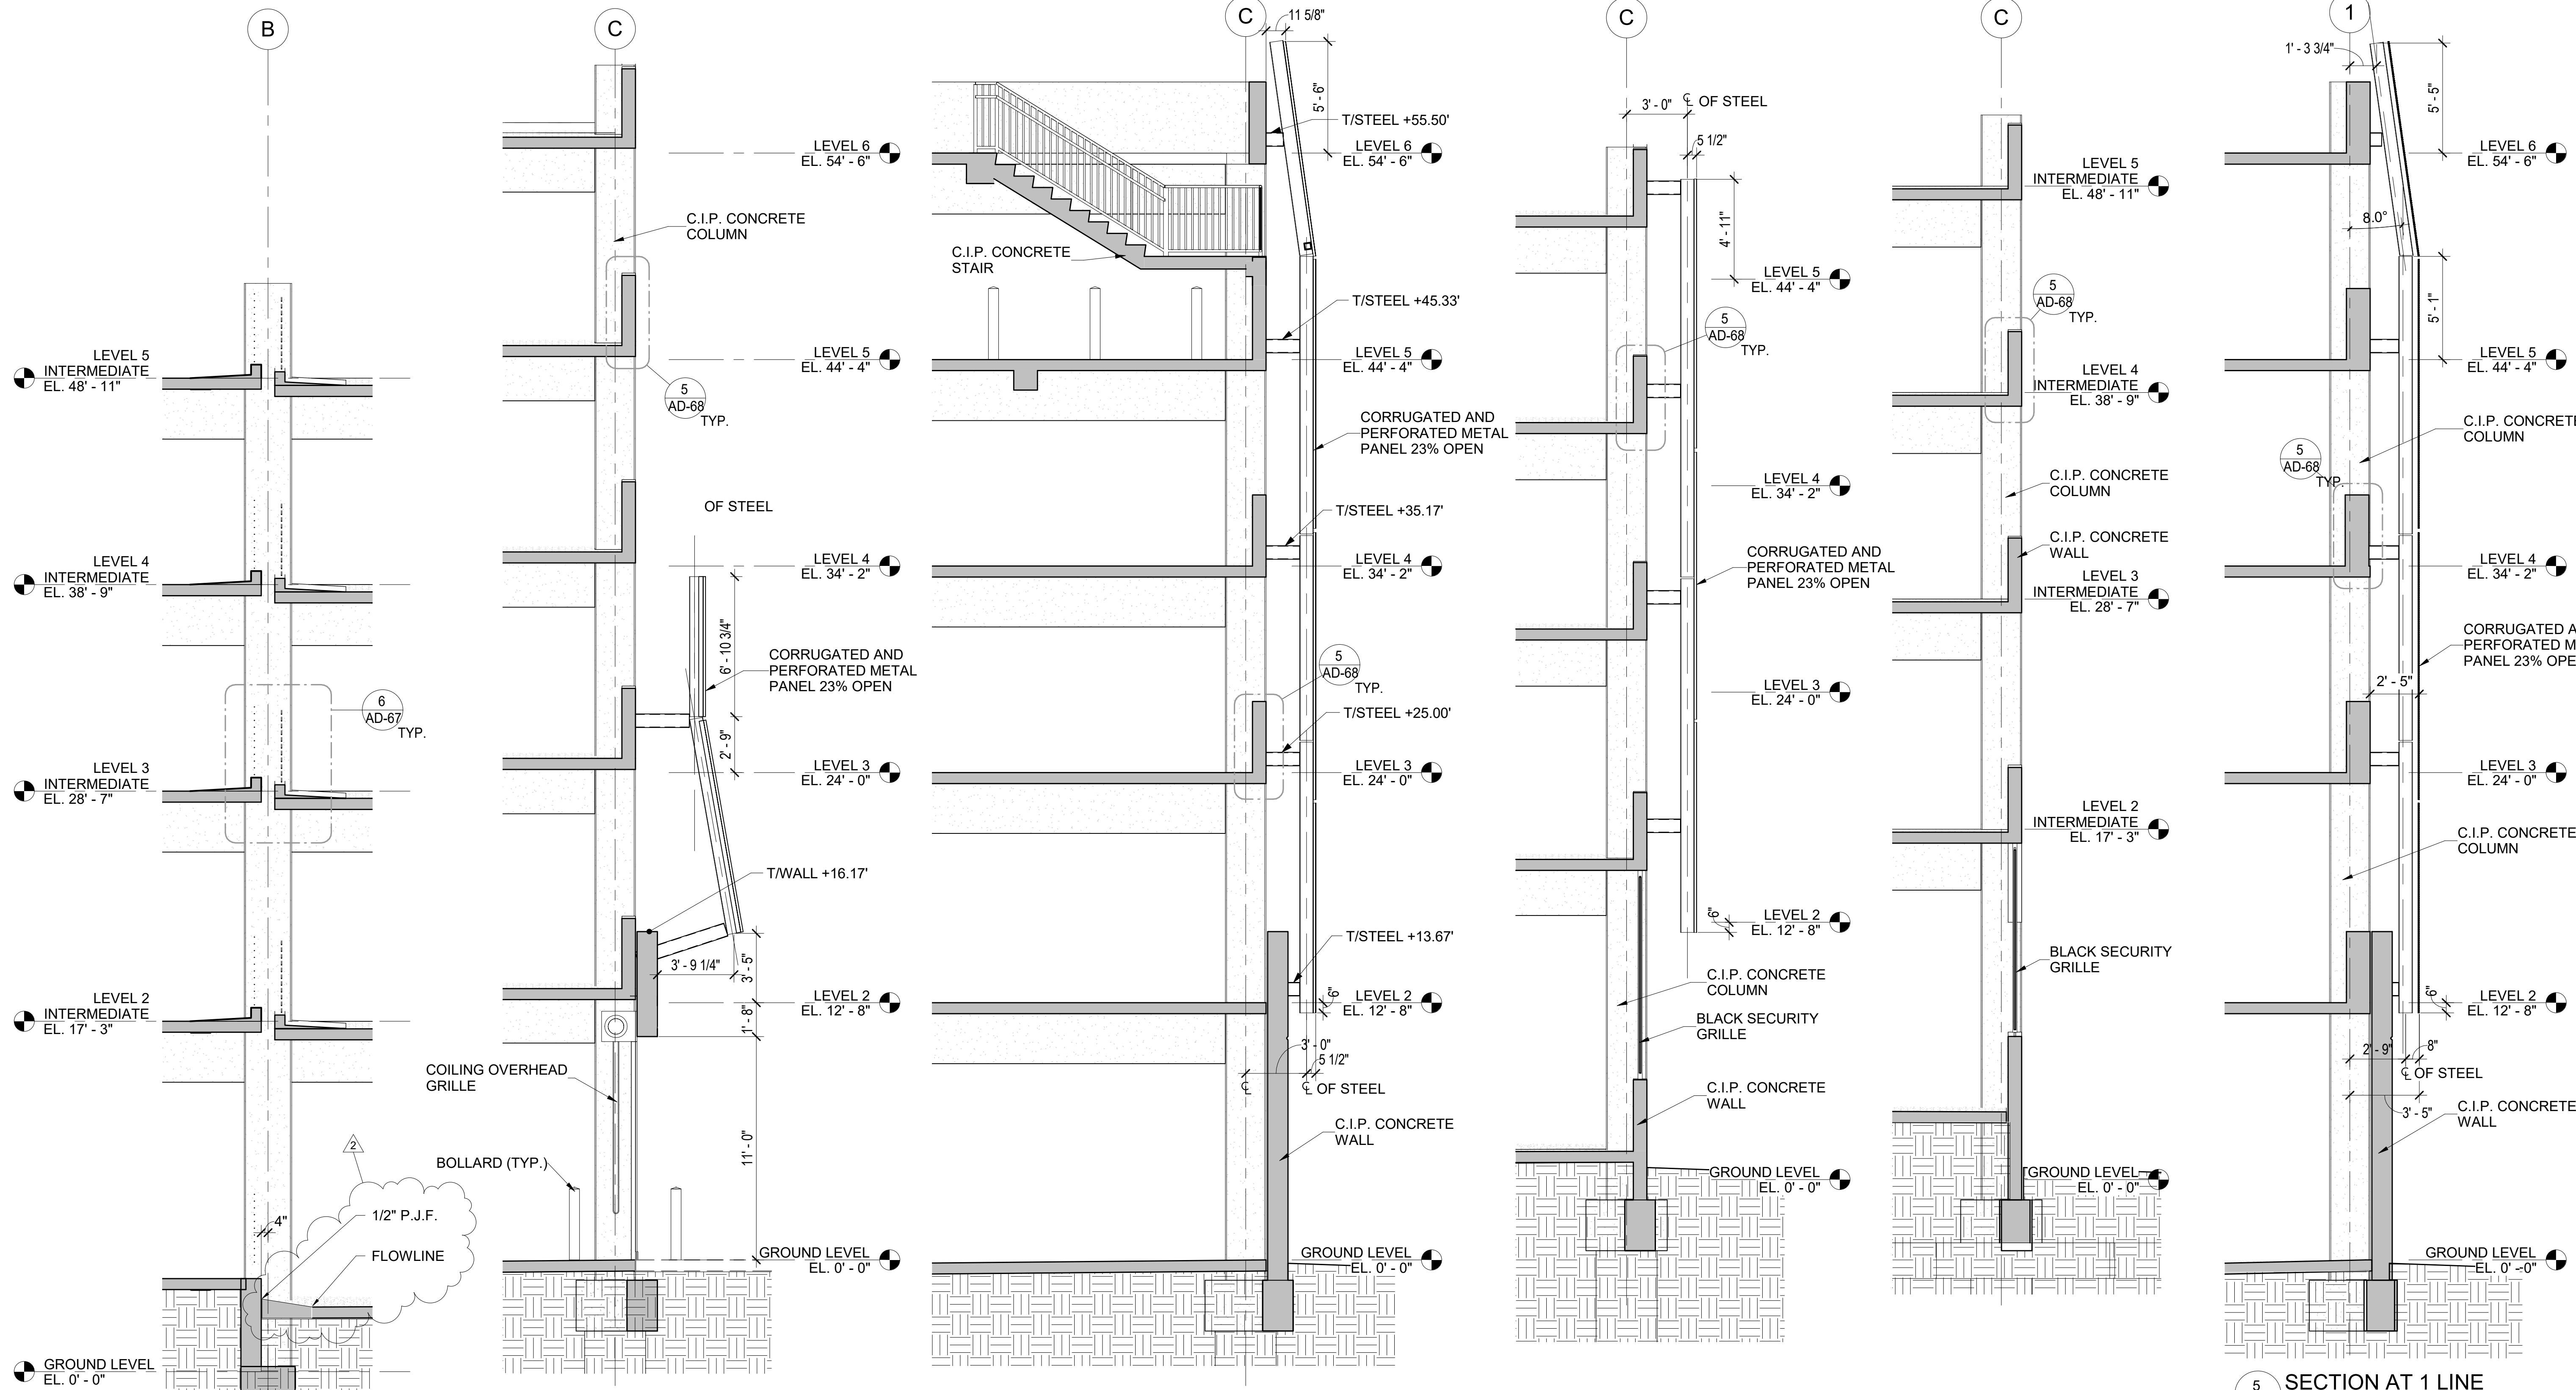 B
LEVEL 5
INTERMEDIATE
EL. 48' - 11"
LEVEL 4
INTERMEDIATE
EL. 38' - 9"
6
AD-67
TYP.
LEVEL 3
INTERMEDIATE
EL. 28' - 7"
LEVEL 2
INTERMEDIATE
EL. 17' - 3"
2
4"
1/2" P.J.F.
FLOWLINE
GROUND LEVEL
EL. 0' - 0"
C
LEVEL 6
EL. 54' - 6"
C.I.P. CONCRETE
COLUMN
LEVEL 5
EL. 44' - 4"
5
AD-68
TYP.
OF STEEL
LEVEL 4
EL. 34' - 2"
6' - 10 3/4"
CORRUGATED AND
PERFORATED METAL
PANEL 23% OPEN
2' - 9"
LEVEL 3
EL. 24' - 0"
T/WALL +16.17'
3' - 9 1/4"
3' - 5"
LEVEL 2
EL. 12' - 8"
1' - 8"
COILING OVERHEAD
GRILLE
11' - 0"
BOLLARD (TYP.)
GROUND LEVEL
EL. 0' - 0"
C
11 5/8"
5' - 6"
T/STEEL +55.50'
LEVEL 6
EL. 54' - 6"
C.I.P. CONCRETE
STAIR
T/STEEL +45.33'
LEVEL 5
EL. 44' - 4"
CORRUGATED AND
PERFORATED METAL
PANEL 23% OPEN
T/STEEL +35.17'
LEVEL 4
EL. 34' - 2"
5
AD-68
TYP.
T/STEEL +25.00'
LEVEL 3
EL. 24' - 0"
T/STEEL +13.67'
6"
LEVEL 2
EL. 12' - 8"
3' - 0"
5 1/2"
℄
℄ OF STEEL
C.I.P. CONCRETE
WALL
GROUND LEVEL
EL. 0' - 0"
C
3' - 0"
℄ OF STEEL
5 1/2"
4' - 11"
LEVEL 5
EL. 44' - 4"
5
AD-68
TYP.
LEVEL 4
EL. 34' - 2"
CORRUGATED AND
PERFORATED METAL
PANEL 23% OPEN
LEVEL 3
EL. 24' - 0"
6"
LEVEL 2
EL. 12' - 8"
C.I.P. CONCRETE
COLUMN
BLACK SECURITY
GRILLE
C.I.P. CONCRETE
WALL
GROUND LEVEL
EL. 0' - 0"
C
LEVEL 5
INTERMEDIATE
EL. 48' - 11"
5
AD-68
TYP.
LEVEL 4
INTERMEDIATE
EL. 38' - 9"
C.I.P. CONCRETE
COLUMN
C.I.P. CONCRETE
WALL
LEVEL 3
INTERMEDIATE
EL. 28' - 7"
LEVEL 2
INTERMEDIATE
EL. 17' - 3"
BLACK SECURITY
GRILLE
GROUND LEVEL
EL. 0' - 0"
1
1' - 3 3/4"
5' - 5"
LEVEL 6
EL. 54' - 6"
8.0°
5' - 1"
LEVEL 5
EL. 44' - 4"
C.I.P. CONCRETE
COLUMN
5
AD-68
TYP.
LEVEL 4
EL. 34' - 2"
CORRUGATED A
PERFORATED M
PANEL 23% OPE
2' - 5"
LEVEL 3
EL. 24' - 0"
C.I.P. CONCRETE
COLUMN
6"
LEVEL 2
EL. 12' - 8"
2' - 9"
8"
℄ OF STEEL
3' - 5"
C.I.P. CONCRETE
WALL
GROUND LEVEL
EL. 0' - 0"
5
SECTION AT 1 LINE